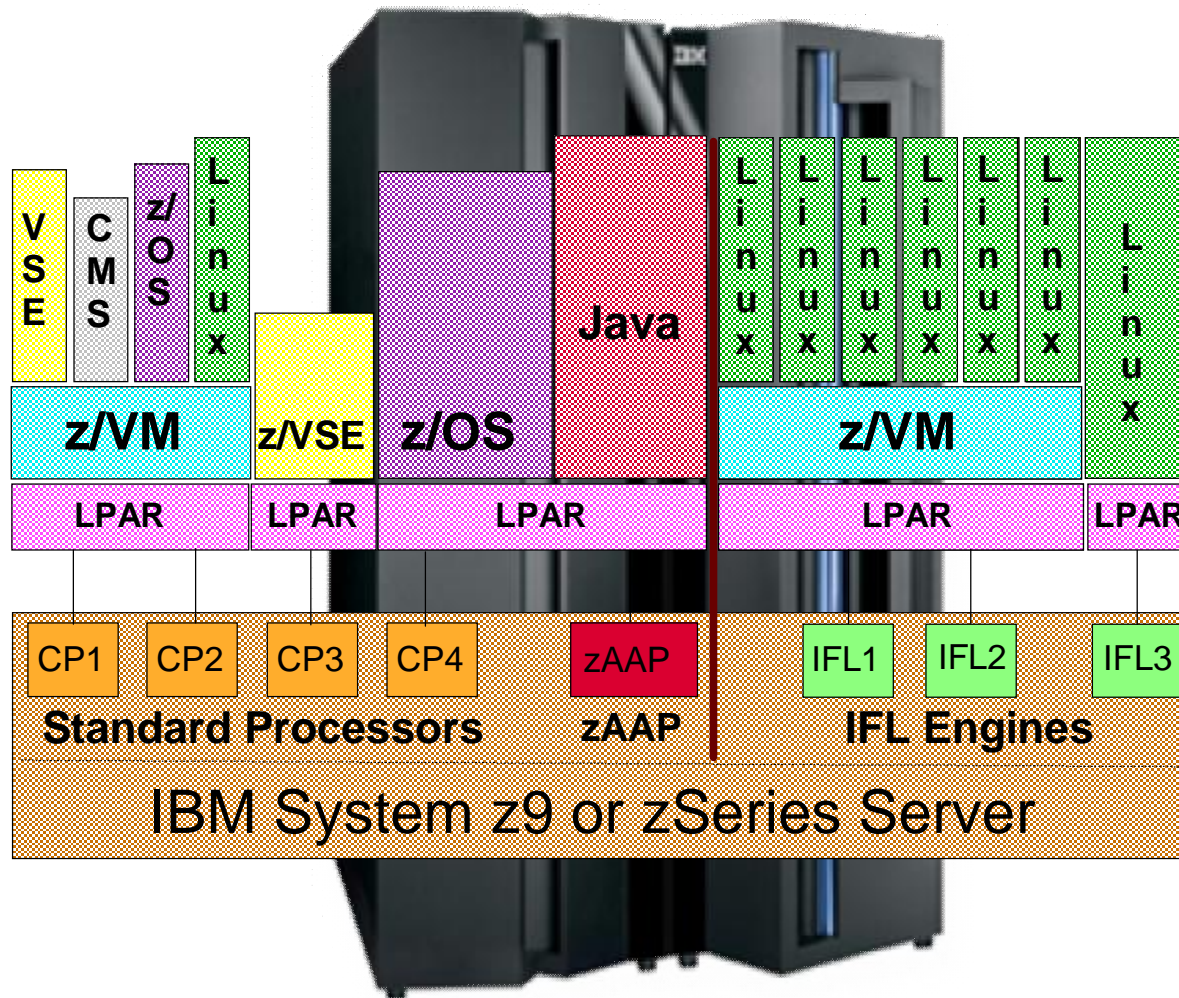 IBM
VSE
CMS
z/OS
Linux
Java
Linux
Linux
Linux
Linux
Linux
Linux
Linux
z/VM
z/VSE
z/OS
z/VM
LPAR
LPAR
LPAR
LPAR
LPAR
CP1
CP2
CP3
CP4
zAAP
IFL1
IFL2
IFL3
Standard Processors
zAAP
IFL Engines
IBM System z9 or zSeries Server